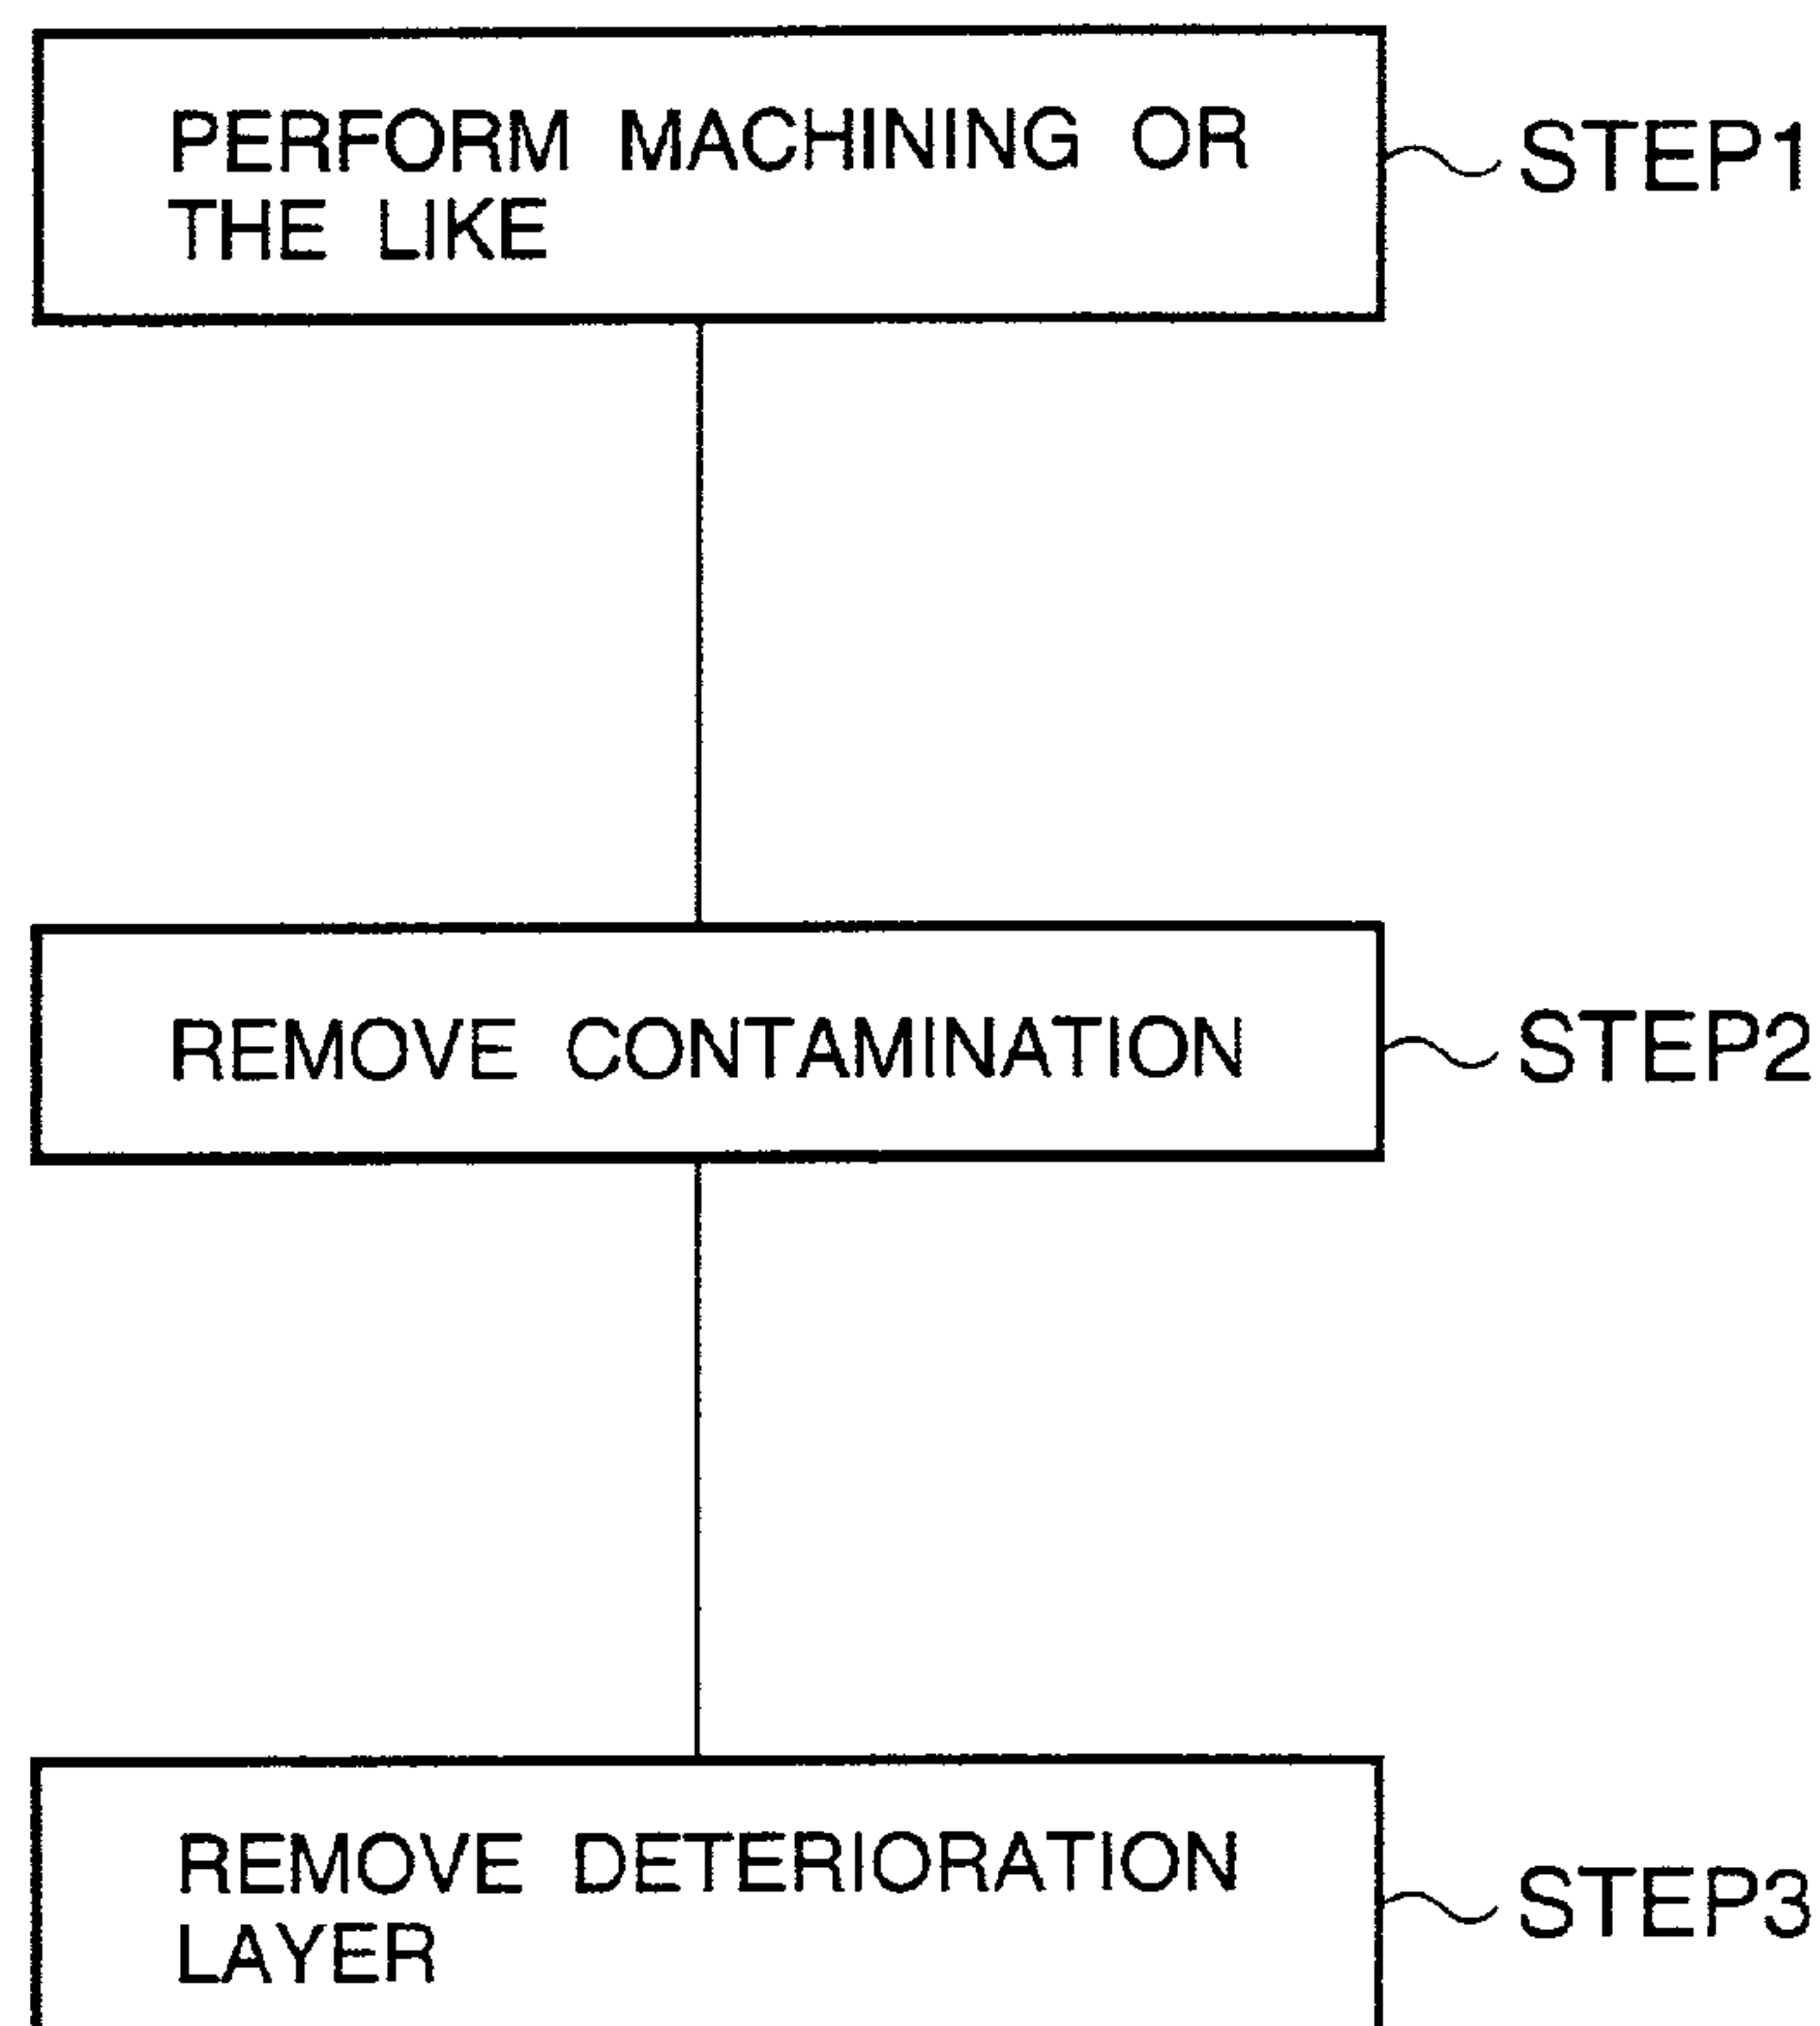 PERFORM MACHINING OR
THE LIKE
STEP1
REMOVE CONTAMINATION
STEP2
REMOVE DETERIORATION
LAYER
STEP3